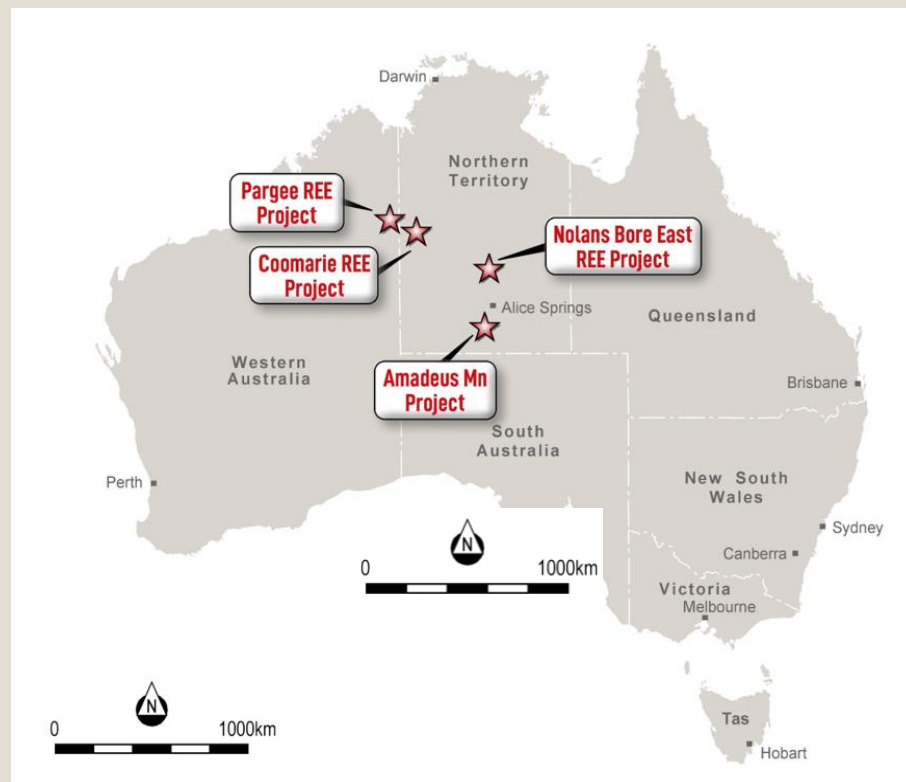 Darwin
Northern
Territory
Pargee REE
Project
Coomarie REE
Project
Nolans Bore East
REE Project
Alice Springs
Queensland
Western
Australia
Amadeus Mn
Project
Brisbane
South
Australia
Perth
New South
Wales
Sydney
Canberra
N
0 1000km
Victoria
Melbourne
N
0 1000km
Tas
Hobart